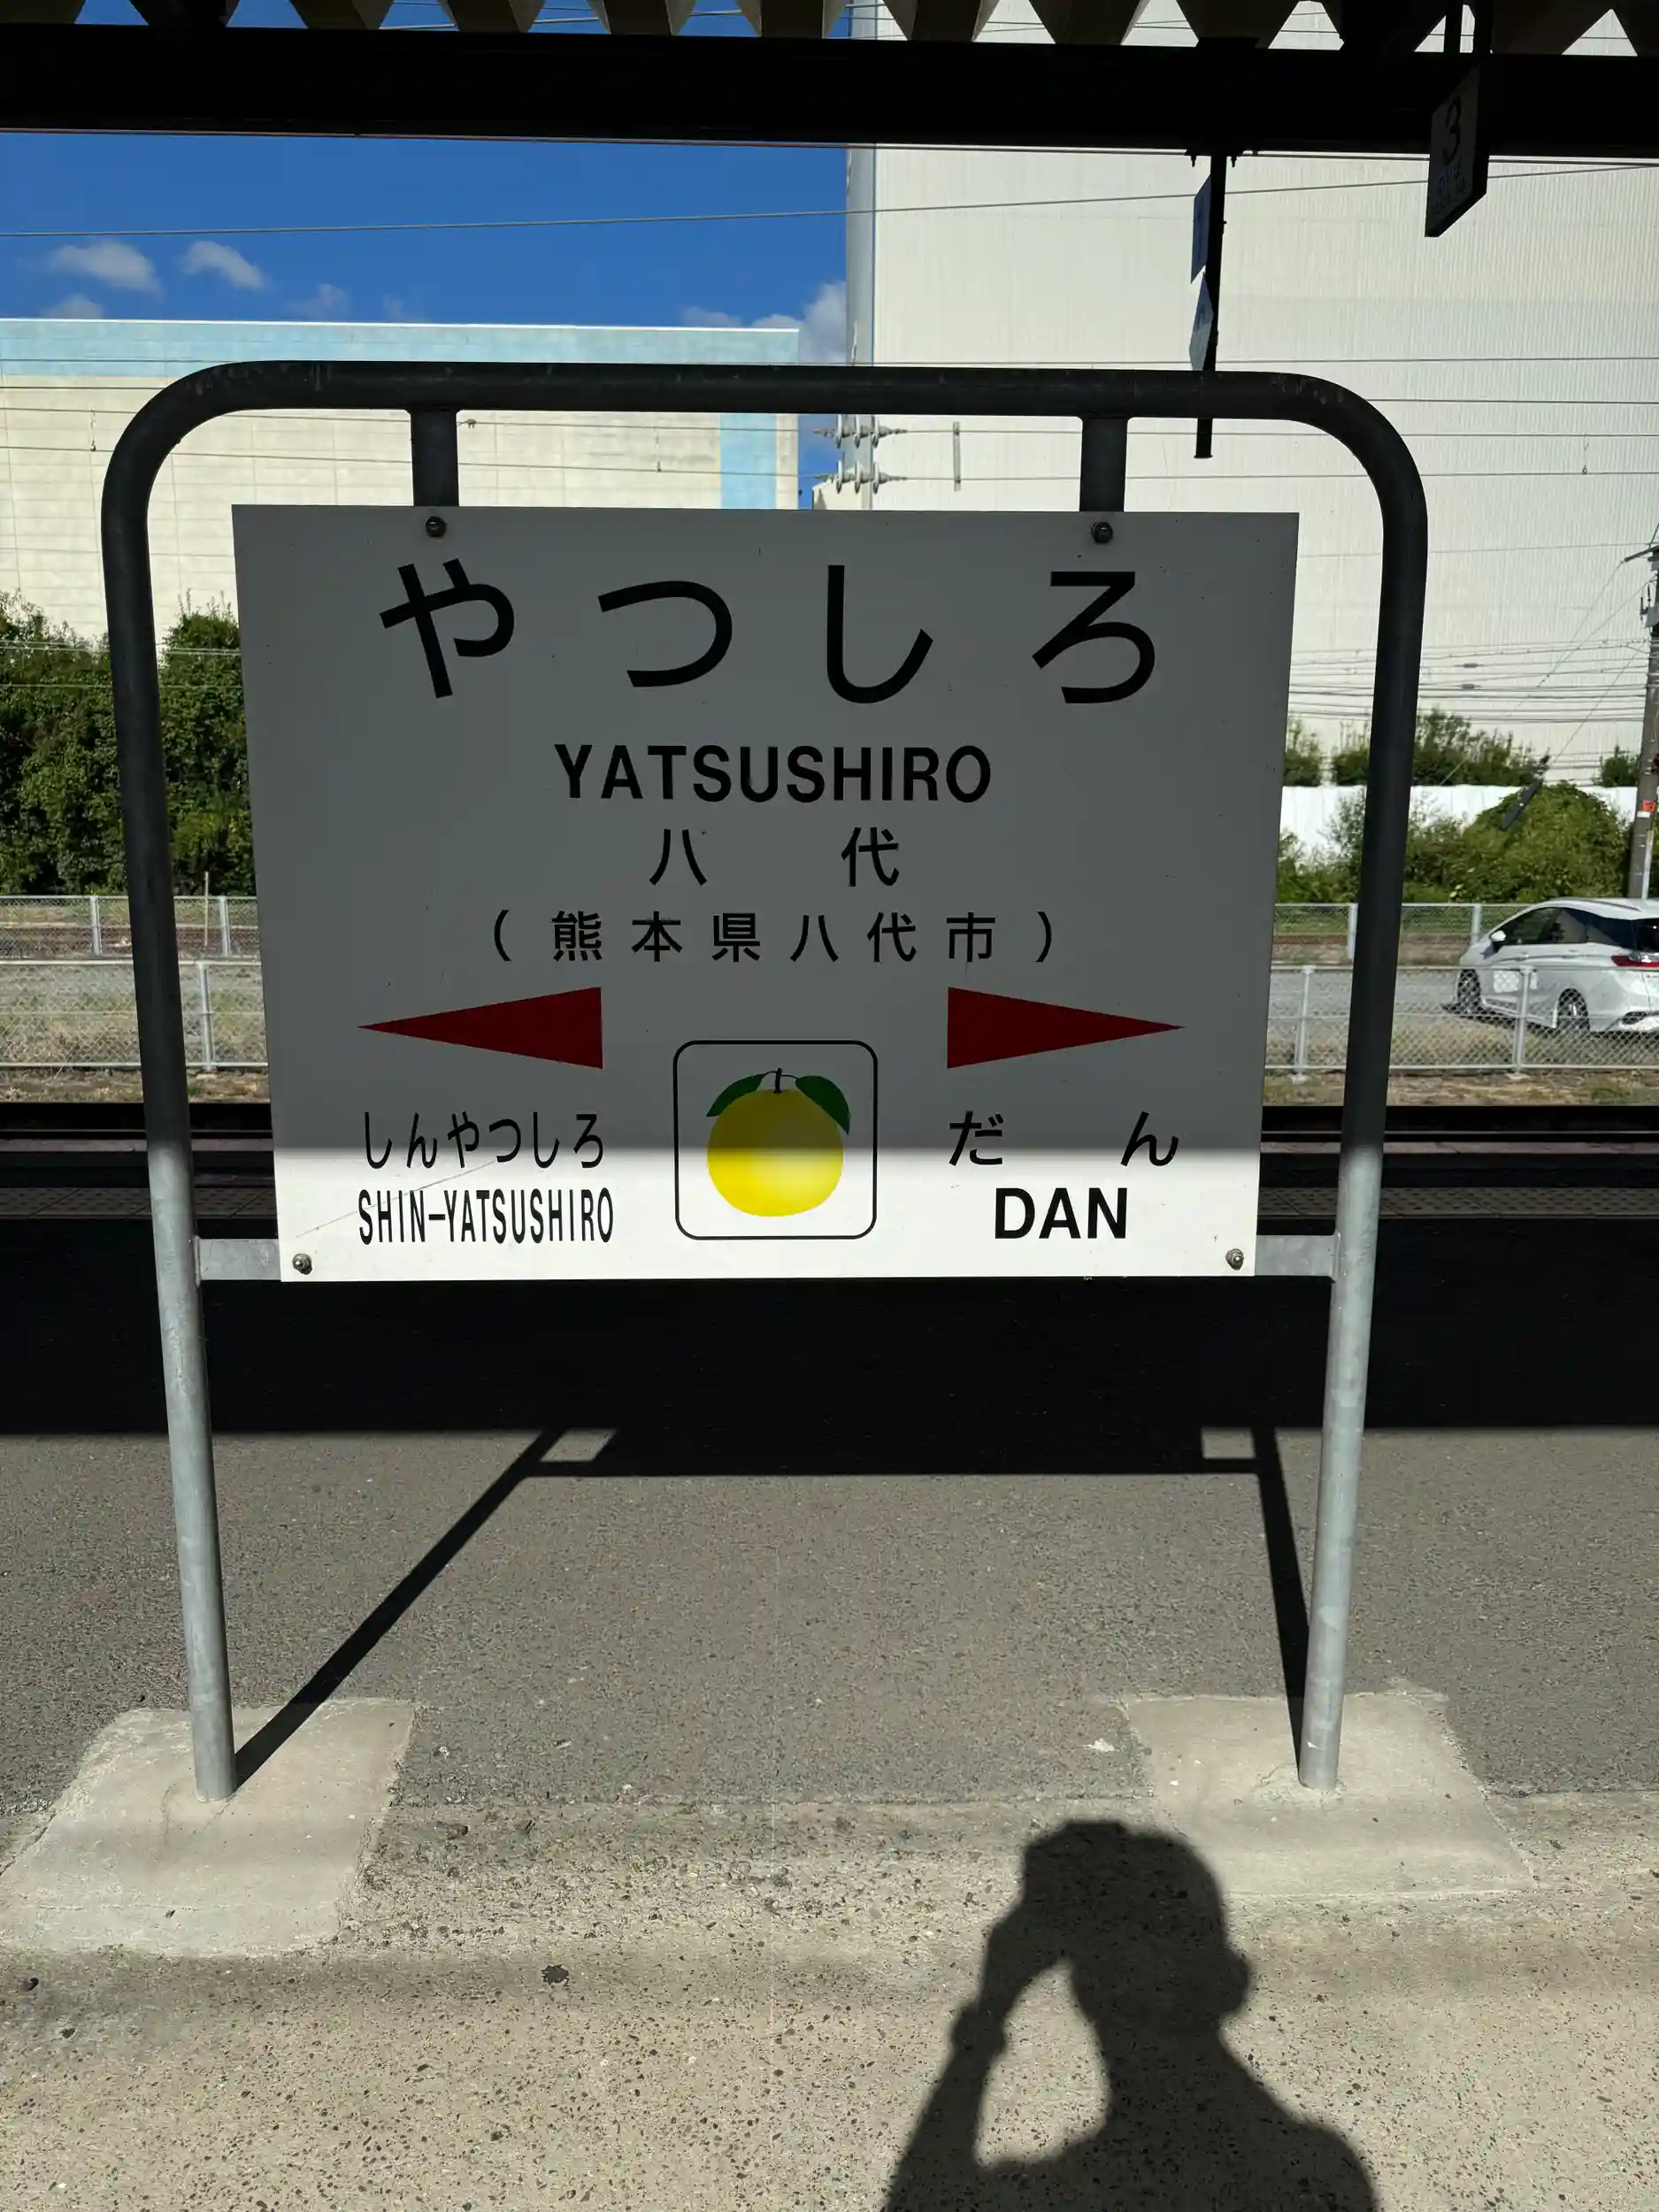 3
やつしろ
YATSUSHIRO
八代
（熊本県八代市）
しんやつしろ だん
SHIN-YATSUSHIRO DAN